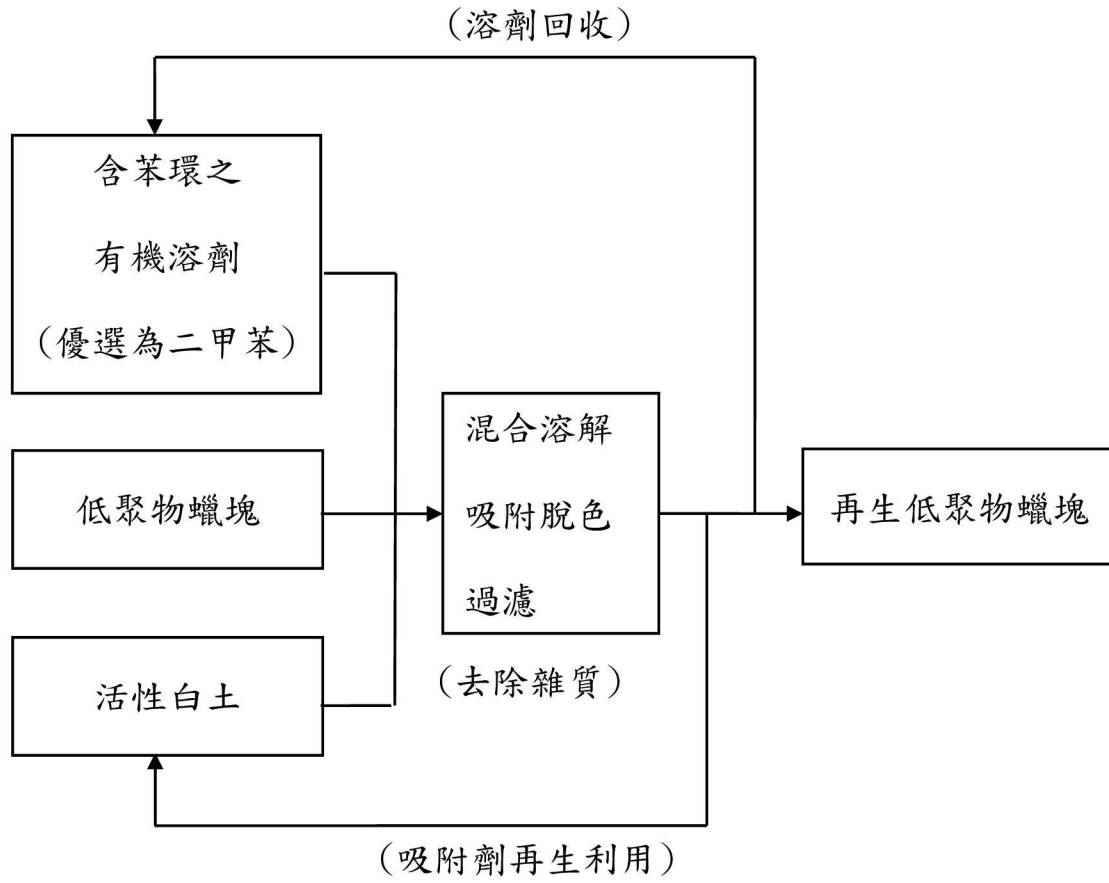 （溶劑回收）
含苯環之
有機溶劑
（優選為二甲苯）
低聚物蠟塊
活性白土
混合溶解
吸附脫色
過濾
（去除雜質）
再生低聚物蠟塊
（吸附劑再生利用）